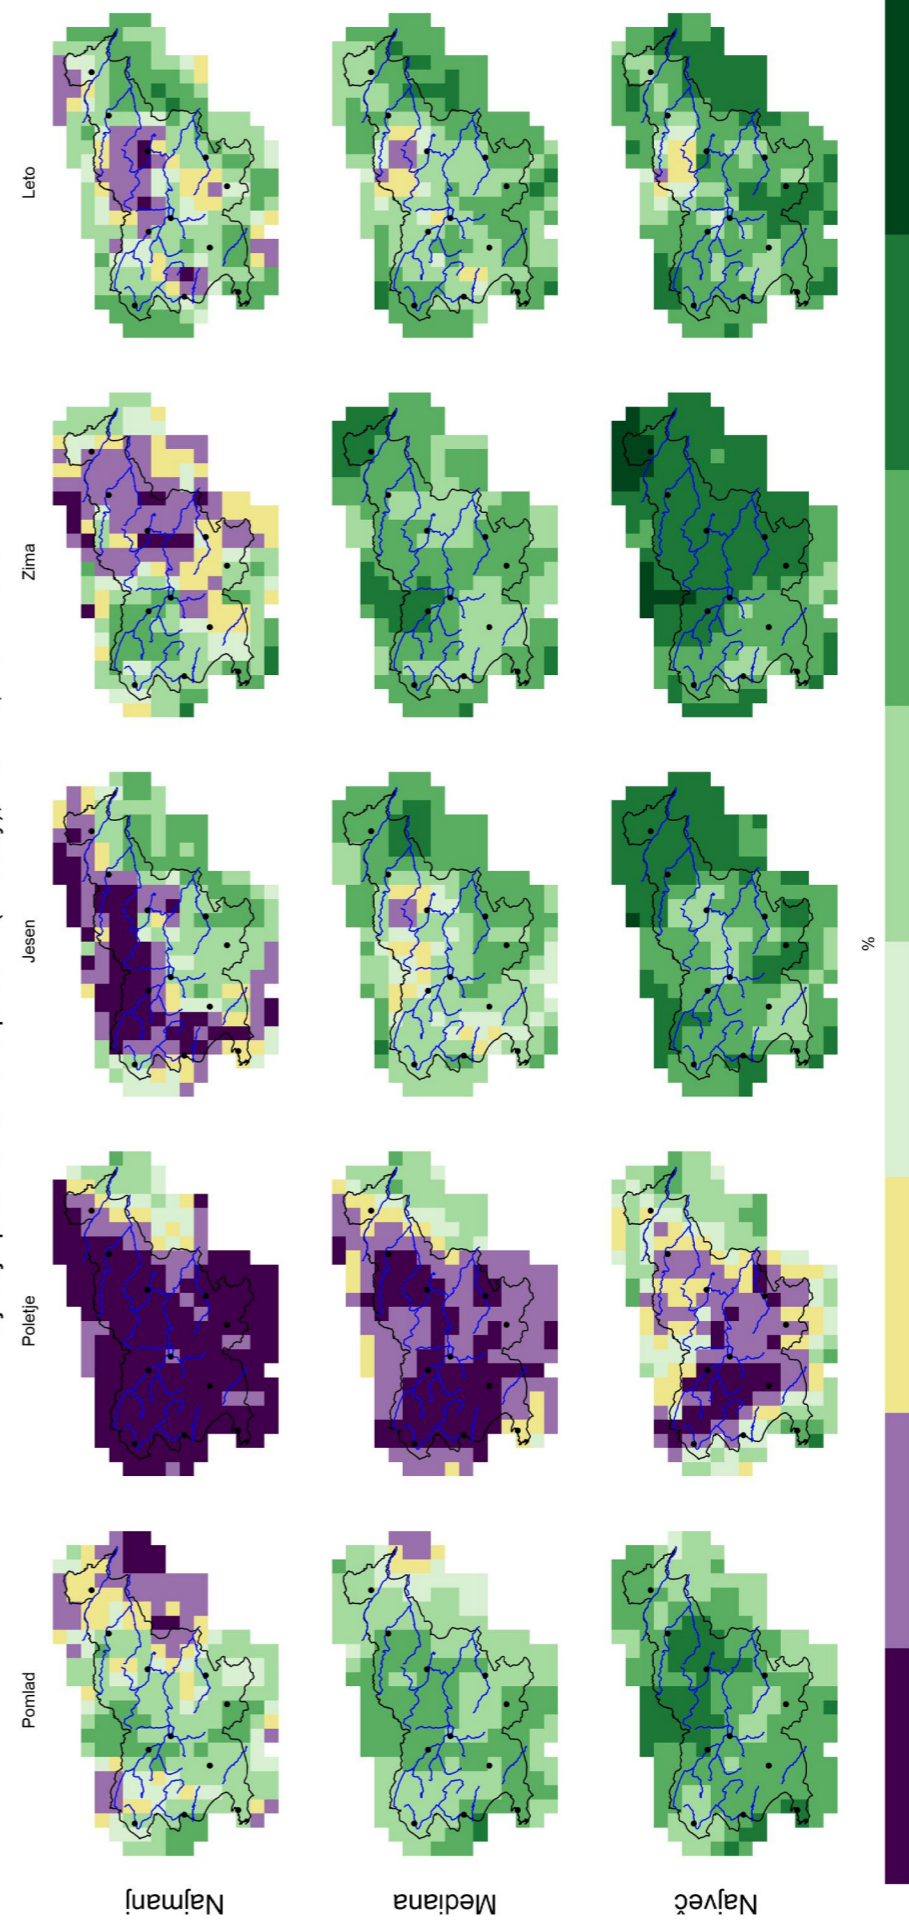 Pomlad
Poletje
Jesen
Zima
Leto
Najmanj
Mediana
Največ
%